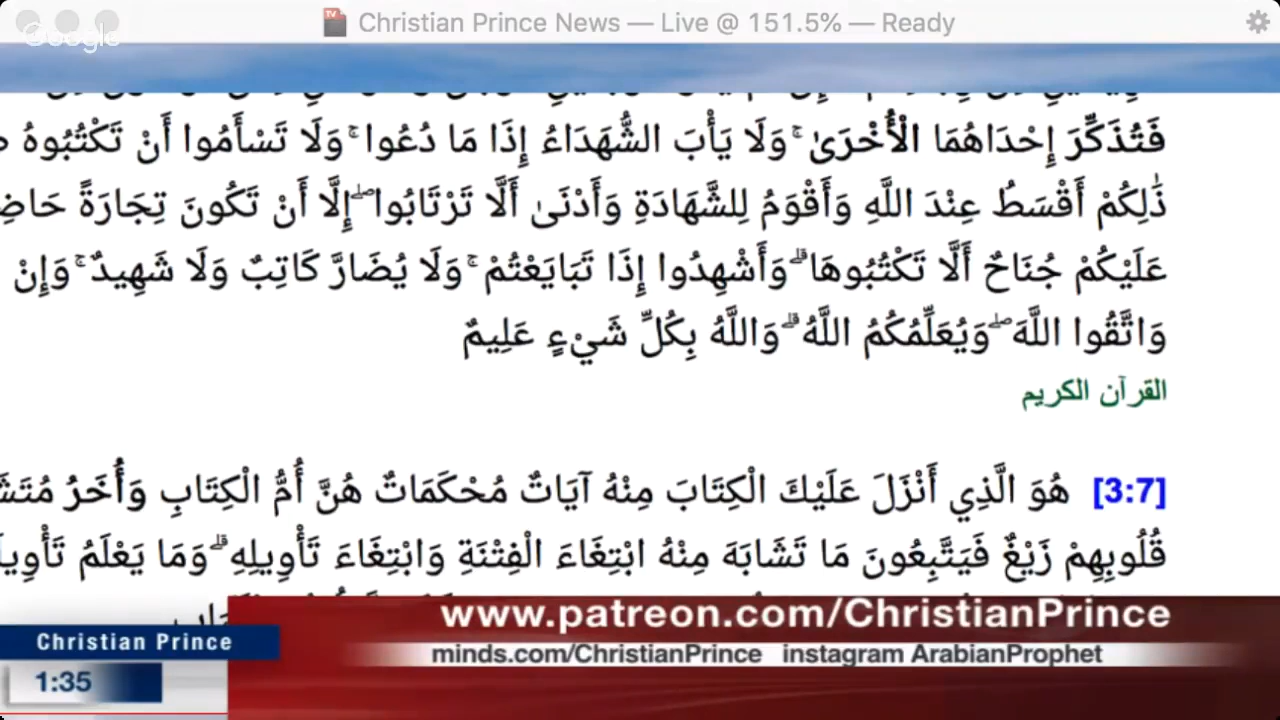 Christian Prince News — Live @ 151.5% — Ready
Google
فَتُذَكِّرَ إِحْدَاهُمَا الْأُخْرَىٰ ۚ وَلَا يَأْبَ الشُّهَدَاءُ إِذَا مَا دُعُوا ۚ وَلَا تَسْأَمُوا أَنْ تَكْتُبُوهُ
ذَٰلِكُمْ أَقْسَطُ عِنْدَ اللَّهِ وَأَقْوَمُ لِلشَّهَادَةِ وَأَدْنَىٰ أَلَّا تَرْتَابُوا ۖ إِلَّا أَنْ تَكُونَ تِجَارَةً
عَلَيْكُمْ جُنَاحٌ أَلَّا تَكْتُبُوهَا ۗ وَأَشْهِدُوا إِذَا تَبَايَعْتُمْ ۚ وَلَا يُضَارَّ كَاتِبٌ وَلَا شَهِيدٌ ۚ وَإِنْ
وَاتَّقُوا اللَّهَ ۖ وَيُعَلِّمُكُمُ اللَّهُ ۗ وَاللَّهُ بِكُلِّ شَيْءٍ عَلِيمٌ
القرآن الكريم
[3:7] هُوَ الَّذِي أَنْزَلَ عَلَيْكَ الْكِتَابَ مِنْهُ آيَاتٌ مُحْكَمَاتٌ هُنَّ أُمُّ الْكِتَابِ وَأُخَرُ
قُلُوبِهِمْ زَيْغٌ فَيَتَّبِعُونَ مَا تَشَابَهَ مِنْهُ ابْتِغَاءَ الْفِتْنَةِ وَابْتِغَاءَ تَأْوِيلِهِ ۗ وَمَا يَعْلَمُ
www.patreon.com/ChristianPrince
Christian Prince
minds.com/ChristianPrince instagram ArabianProphet
1:35